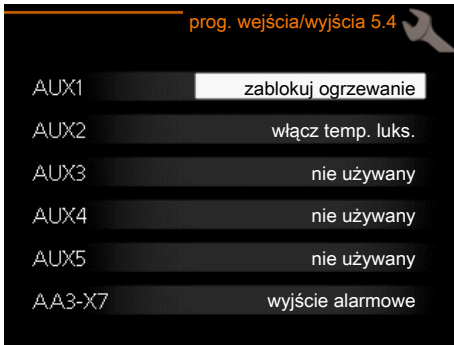 prog. wejścia/wyjścia 5.4
AUX1 zablokuj ogrzewanie
AUX2 włącz temp. luks.
AUX3 nie używany
AUX4 nie używany
AUX5 nie używany
AA3-X7 wyjście alarmowe